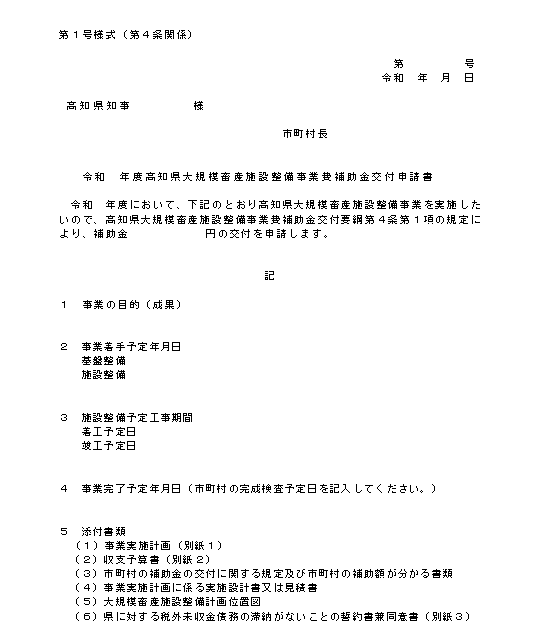 第１号様式（第４条関係）
第　　　　　号
令和　年　月　日
高知県知事　　　　　様
市町村長
令和　年度高知県大規模畜産施設整備事業費補助金交付申請書
令和　年度において、下記のとおり高知県大規模畜産施設整備事業を実施した
いので、高知県大規模畜産施設整備事業費補助金交付要綱第４条第１項の規定に
より、補助金　　　　　　　円の交付を申請します。
記
１　事業の目的（成果）
２　事業着手予定年月日
基盤整備
施設整備
３　施設整備予定工事期間
着工予定日
竣工予定日
４　事業完了予定年月日（市町村の完成検査予定日を記入してください。）
５　添付書類
（１）事業実施計画（別紙１）
（２）収支予算書（別紙２）
（３）市町村の補助金の交付に関する規定及び市町村の補助額が分かる書類
（４）事業実施計画に係る実施設計書又は見積書
（５）大規模畜産施設整備計画位置図
（６）県に対する税外未収金債務の滞納がないことの誓約書兼同意書（別紙３）